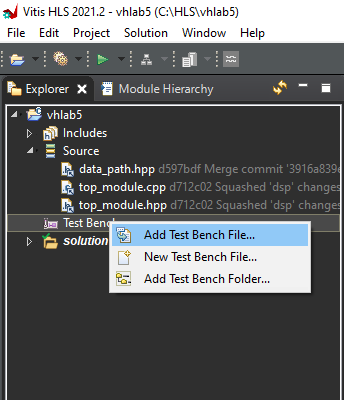 Vitis HLS 2021.2 - vhlab5 (C:\HLS\vhlab5)
File Edit Project Solution Window Help
Explorer Module Hierarchy
vhlab5
Includes
Source
data_path.hpp d597bdf Merge commit '3916a839e
top_module.cpp d712c02 Squashed 'dsp' changes
top_module.hpp d712c02 Squashed 'dsp' changes
Test Bench
Add Test Bench File...
solution
New Test Bench File...
Add Test Bench Folder...